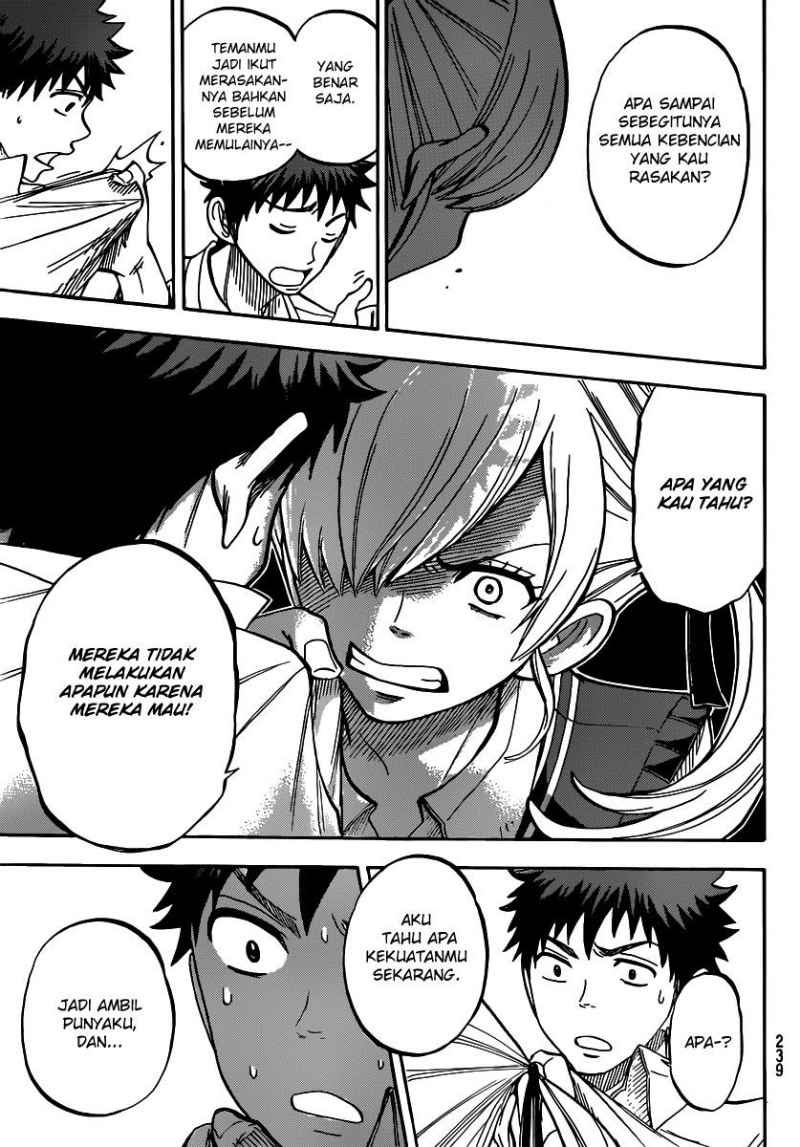 APA SAMPAI
SEBEGITUNYA
SEMUA KEBENCIAN
YANG KAU
RASAKAN?
YANG
BENAR
SAJA.
TEMANMU
JADI IKUT
MERASAKAN-
NYA BAHKAN
SEBELUM
MEREKA
MEMULAINYA--
APA YANG
KAU TAHU?
MEREKA TIDAK
MELAKUKAN
APAPUN KARENA
MEREKA MAU!
APA-?
AKU
TAHU APA
KEKUATANMU
SEKARANG.
JADI AMBIL
PUNYAKU,
DAN...
239